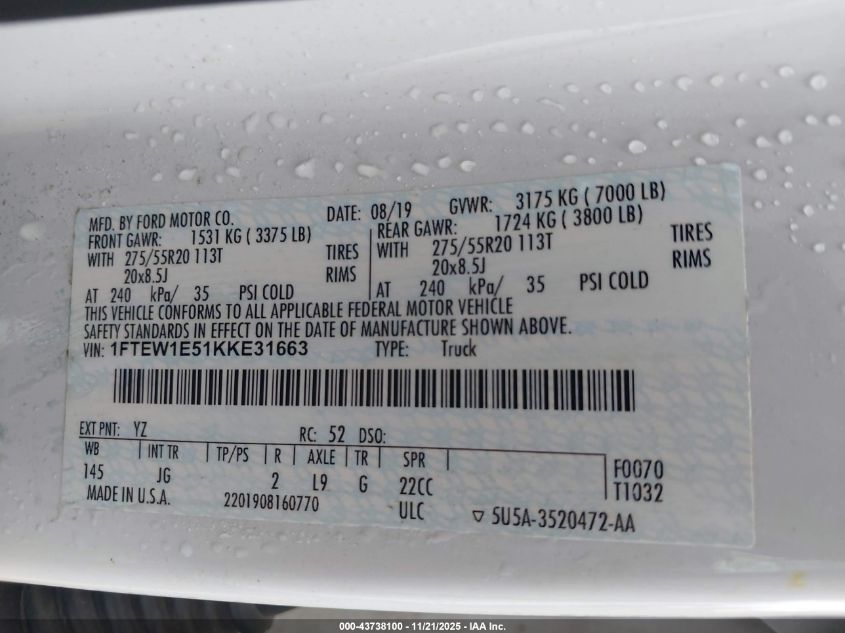 MFD. BY FORD MOTOR CO. DATE: 08/19 GVWR: 3175 KG ( 7000 LB)
FRONT GAWR: 1531 KG ( 3375 LB) REAR GAWR: 1724 KG ( 3800 LB)
WITH 275/55R20 113T TIRES WITH 275/55R20 113T TIRES
20x8.5J RIMS 20x8.5J RIMS
AT 240 kPa/ 35 PSI COLD AT 240 kPa/ 35 PSI COLD
THIS VEHICLE CONFORMS TO ALL APPLICABLE FEDERAL MOTOR VEHICLE
SAFETY STANDARDS IN EFFECT ON THE DATE OF MANUFACTURE SHOWN ABOVE.
VIN: 1FTEW1E51KKE31663 TYPE: Truck
EXT PNT: YZ RC: 52 DSO:
WB INT TR TP/PS R AXLE TR SPR F0070
145 JG 2 L9 G 22CC T1032
MADE IN U.S.A. 2201908160770 ULC ▽ 5U5A-3520472-AA
000-43738100 - 11/21/2025 - IAA Inc.